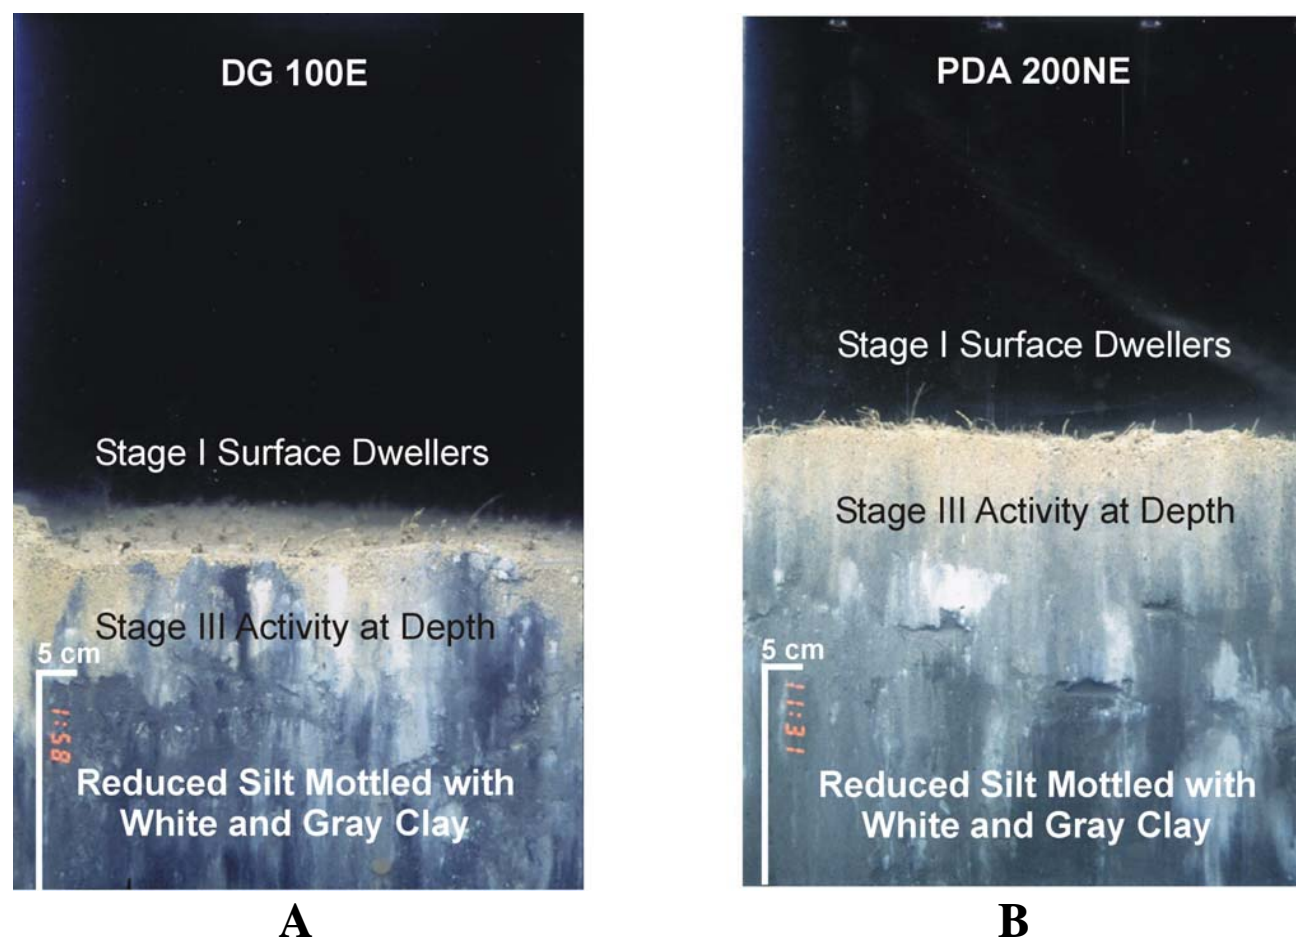 DG 100E
Stage I Surface Dwellers
Stage III Activity at Depth
5 cm
1:58
Reduced Silt Mottled with
White and Gray Clay
A
PDA 200NE
Stage I Surface Dwellers
Stage III Activity at Depth
5 cm
11:31
Reduced Silt Mottled with
White and Gray Clay
B